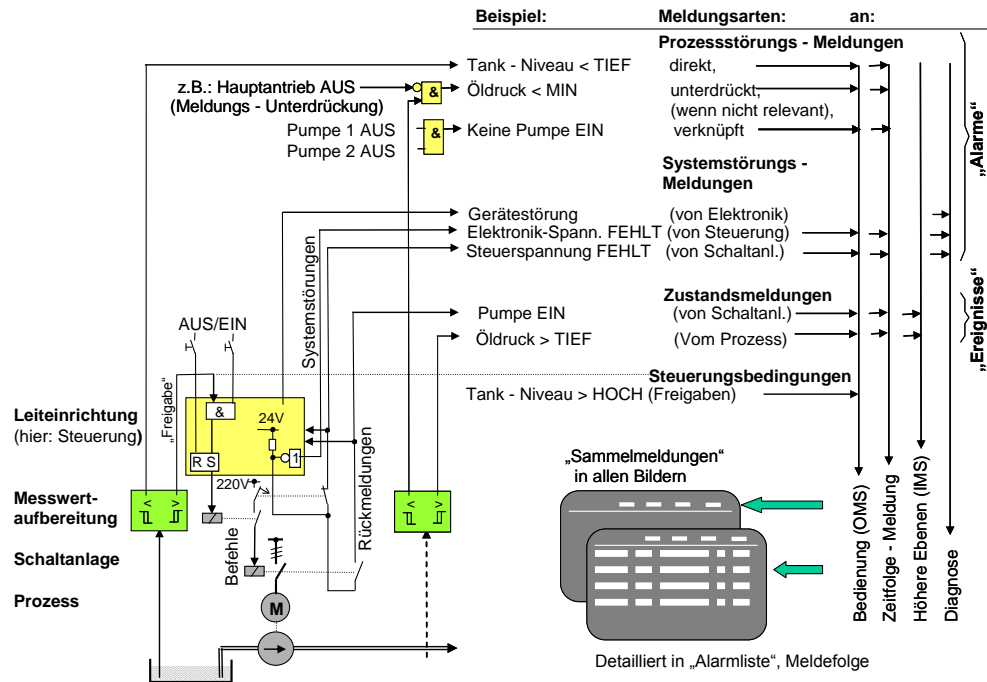 Beispiel: Meldungsarten: an:
Prozessstörungs - Meldungen
Tank - Niveau < TIEF direkt,
z.B.: Hauptantrieb AUS
(Meldungs - Unterdrückung)
&
Öldruck < MIN unterdrückt,
(wenn nicht relevant),
Pumpe 1 AUS
Pumpe 2 AUS
&
Keine Pumpe EIN verknüpft
„Alarme“
Systemstörungs -
Meldungen
Gerätestörung (von Elektronik)
Elektronik-Spann. FEHLT (von Steuerung)
Steuerspannung FEHLT (von Schaltanl.)
Systemstörungen
Zustandsmeldungen
Pumpe EIN (von Schaltanl.)
Öldruck > TIEF (Vom Prozess)
„Ereignisse“
Steuerungsbedingungen
Tank - Niveau > HOCH (Freigaben)
AUS/EIN
„Freigabe“
Leiteinrichtung
(hier: Steuerung)
&
24V
1
R S
220V
Rückmeldungen
Messwert-
aufbereitung
< >
< >
Befehle
Schaltanlage
Prozess
M
„Sammelmeldungen“
in allen Bildern
Detailliert in „Alarmliste“, Meldefolge
Bedienung (OMS)
Zeitfolge - Meldung
Höhere Ebenen (IMS)
Diagnose